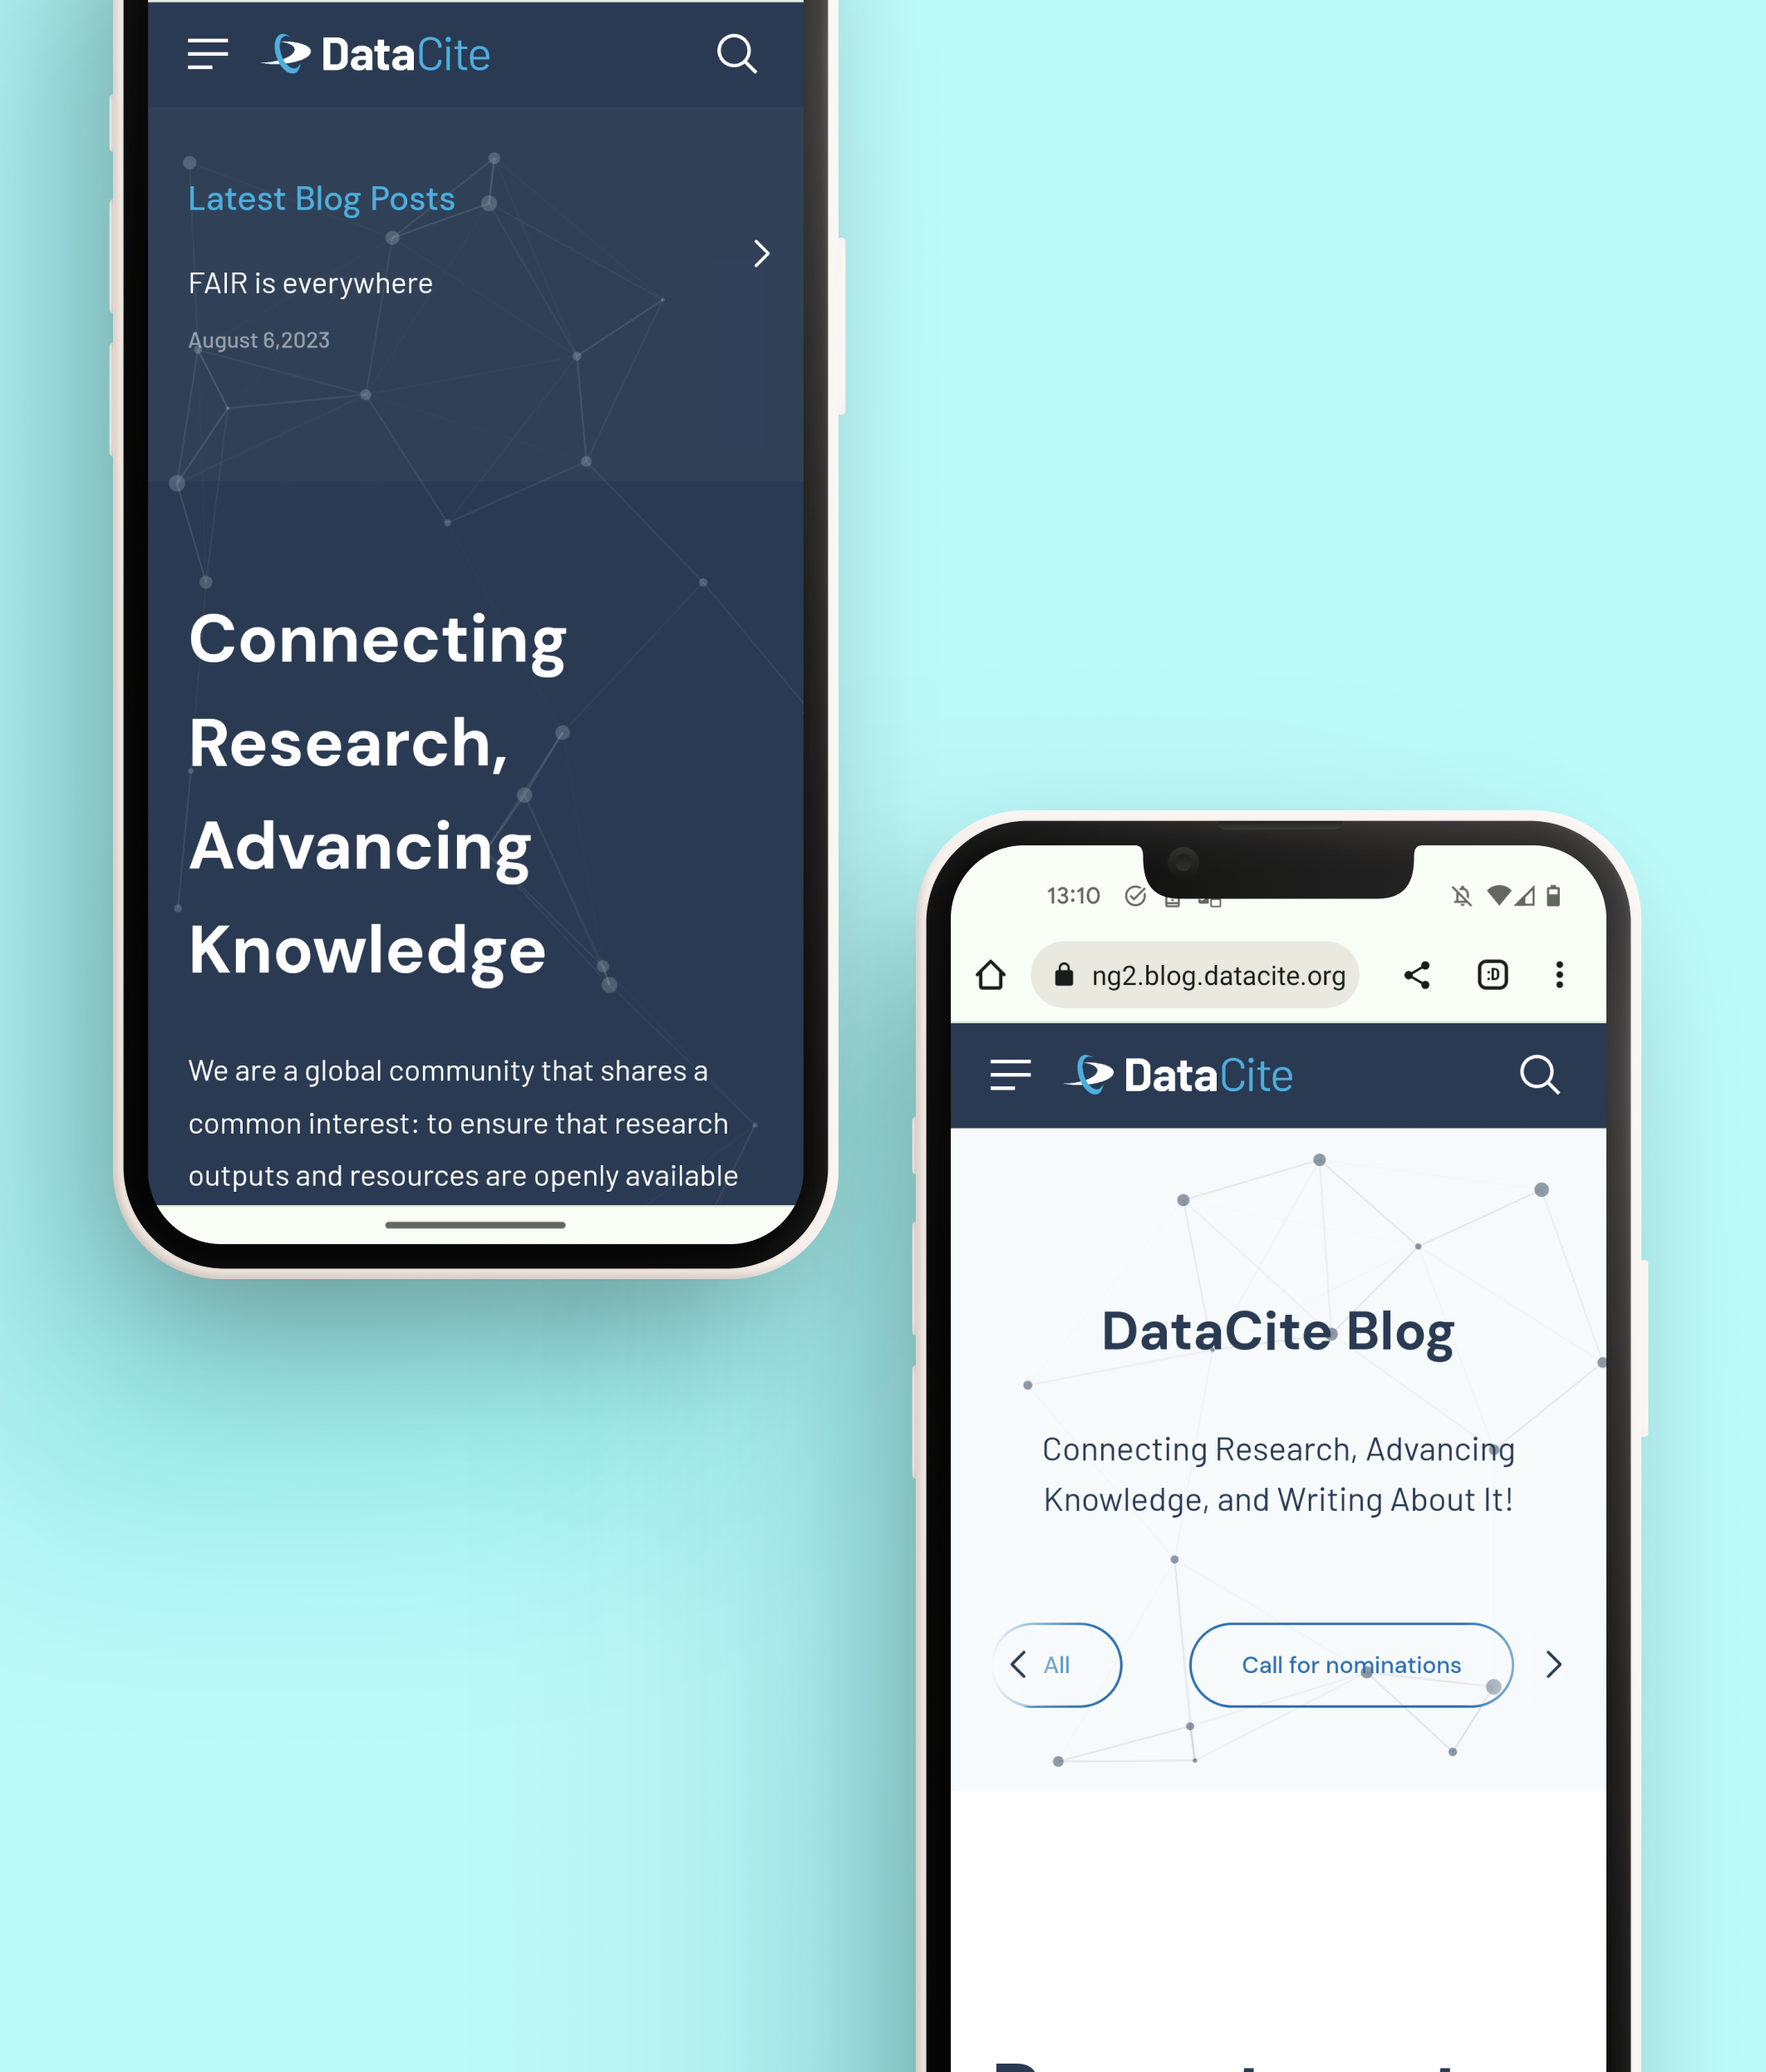 DataCite
Latest Blog Posts
FAIR is everywhere
August 6,2023
Connecting
Research,
Advancing
Knowledge
We are a global community that shares a
common interest: to ensure that research
outputs and resources are openly available
13:10
ng2.blog.datacite.org
:D
DataCite
DataCite Blog
Connecting Research, Advancing
Knowledge, and Writing About It!
All
Call for nominations